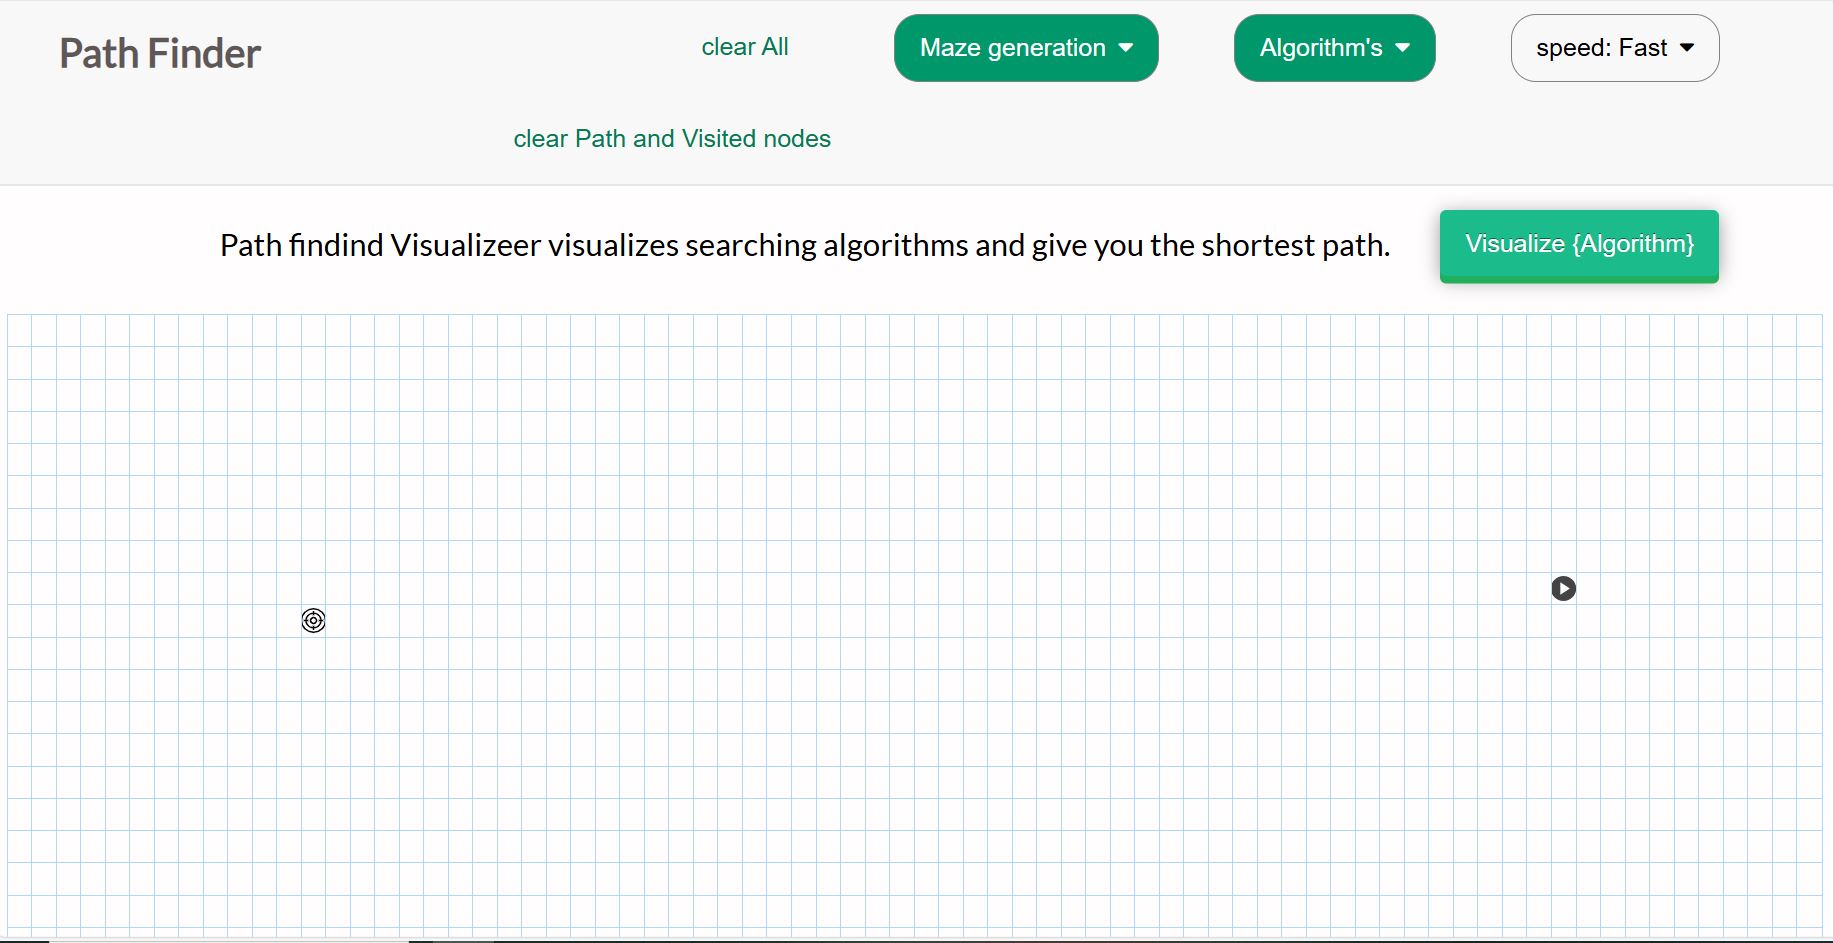 Path Finder
clear All
Maze generation
Algorithm's
speed: Fast
clear Path and Visited nodes
Path findind Visualizeer visualizes searching algorithms and give you the shortest path.
Visualize {Algorithm}